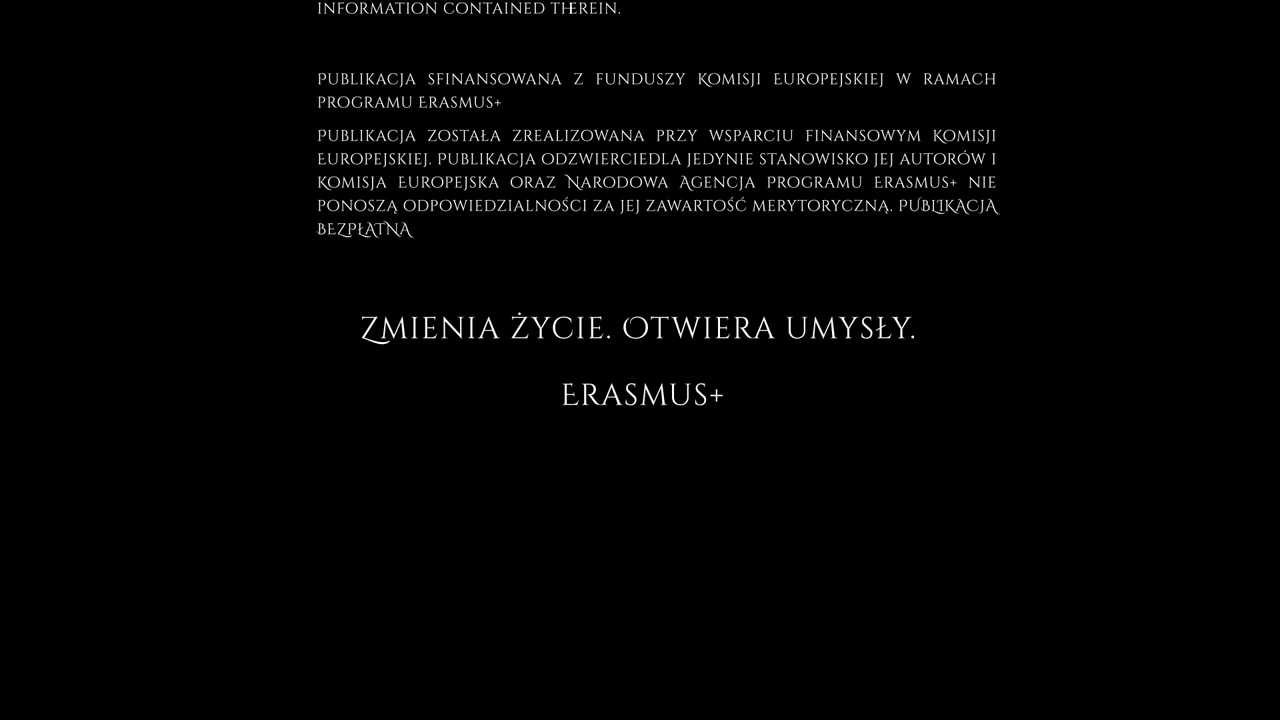 INFORMATION CONTAINED THEREIN.
PUBLIKACJA SFINANSOWANA Z FUNDUSZY KOMISJI EUROPEJSKIEJ W RAMACH
PROGRAMU ERASMUS+
PUBLIKACJA ZOSTAŁA ZREALIZOWANA PRZY WSPARCIU FINANSOWYM KOMISJI
EUROPEJSKIEJ. PUBLIKACJA ODZWIERCIEDLA JEDYNIE STANOWISKO JEJ AUTORÓW I
KOMISJA EUROPEJSKA ORAZ NARODOWA AGENCJA PROGRAMU ERASMUS+ NIE
PONOSZĄ ODPOWIEDZIALNOŚCI ZA JEJ ZAWARTOŚĆ MERYTORYCZNĄ. PUBLIKACJA
BEZPŁATNA
ZMIENIA ŻYCIE. OTWIERA UMYSŁY.
ERASMUS+